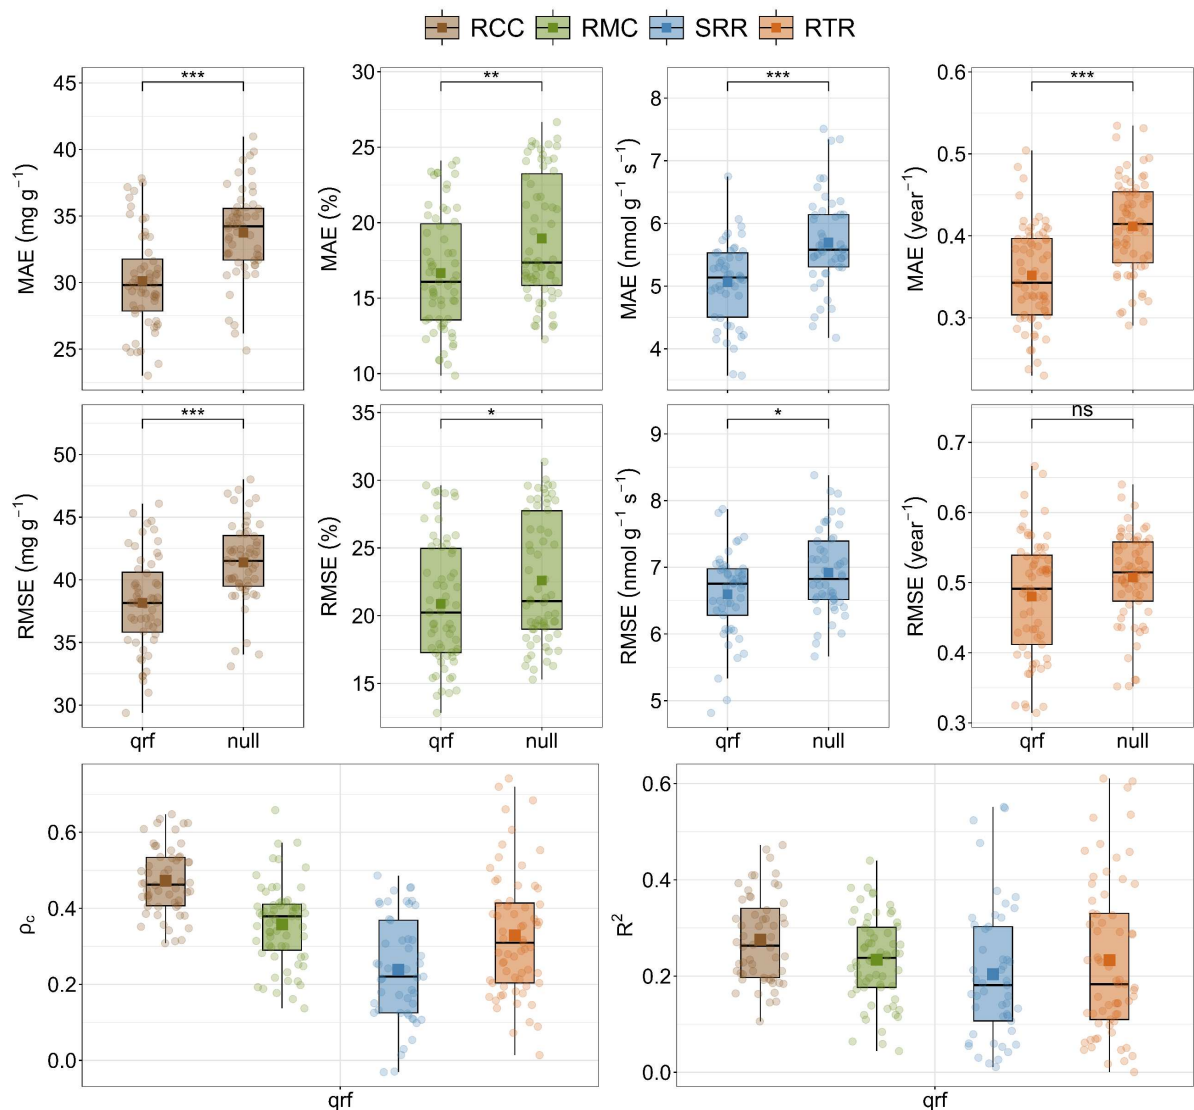 RCC RMC SRR RTR
*** ** *** ***
MAE (mg g⁻¹)
45
40
35
30
25
MAE (%)
30
25
20
15
10
MAE (nmol g⁻¹ s⁻¹)
8
7
6
5
4
MAE (year⁻¹)
0.6
0.5
0.4
0.3
*** * * ns
RMSE (mg g⁻¹)
50
45
40
35
30
qrf null
RMSE (%)
35
30
25
20
15
qrf null
RMSE (nmol g⁻¹ s⁻¹)
9
8
7
6
5
qrf null
RMSE (year⁻¹)
0.7
0.6
0.5
0.4
0.3
qrf null
ρc
0.6
0.4
0.2
0.0
qrf
R²
0.6
0.4
0.2
0.0
qrf